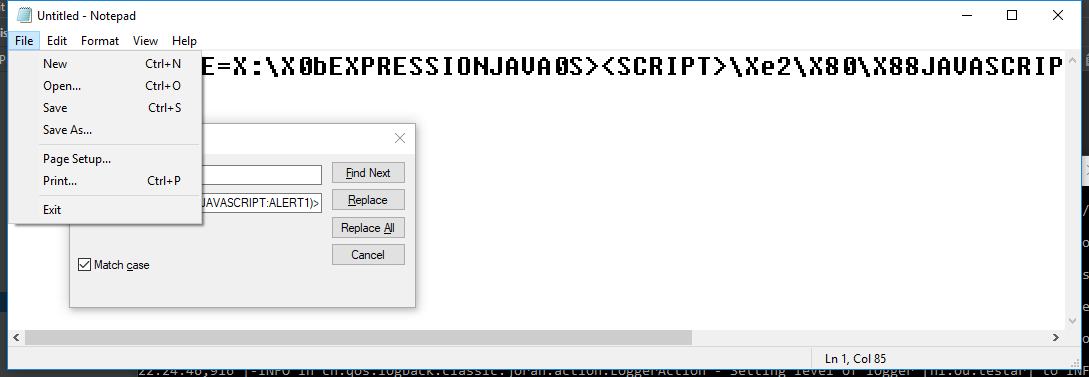 Untitled - Notepad
File Edit Format View Help
New Ctrl+N
Open... Ctrl+O
Save Ctrl+S
Save As...
Page Setup...
Print... Ctrl+P
Exit
E=X:\X0bEXPRESSIONJAVA0S><SCRIPT>\Xe2\X80\X88JAVASCRIP
Find Next
JAVASCRIPT:ALERT1)>
Replace
Replace All
Cancel
Match case
Ln 1, Col 85
22:24:46,916 |-INFO in ch.qos.logback.classic.joran.action.LoggerAction - Setting level of logger [nl.ou.testar] to INF